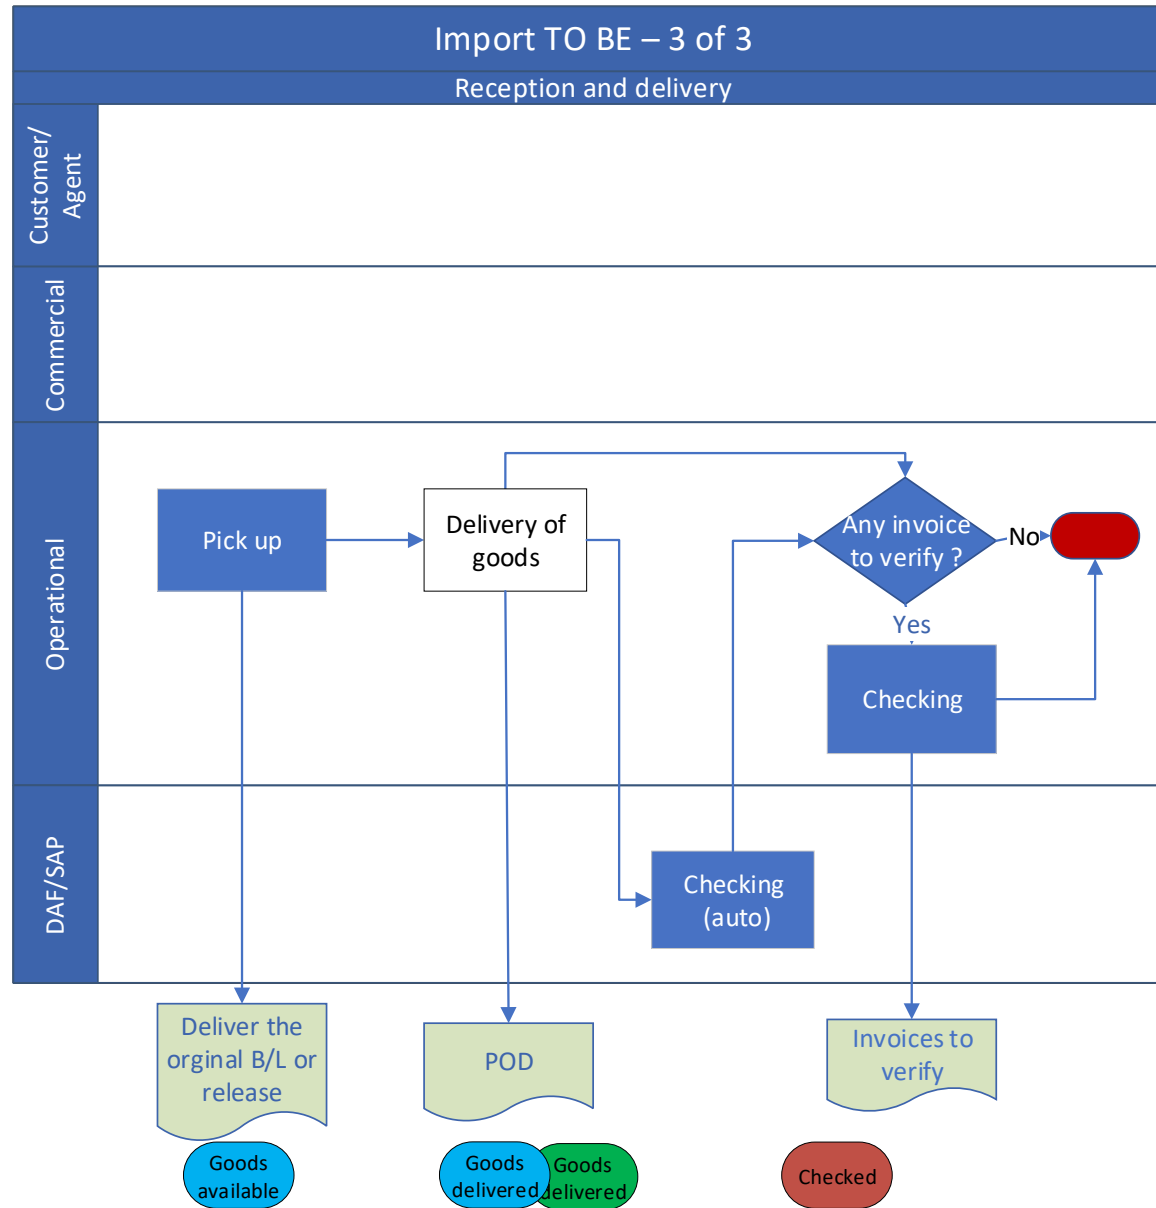 Import TO BE – 3 of 3
Reception and delivery
Customer/
Agent
Commercial
Operational
DAF/SAP
Pick up
Delivery of
goods
Any invoice
to verify ?
No
Yes
Checking
Checking
(auto)
Deliver the
orginal B/L or
release
POD
Invoices to
verify
Goods
available
Goods
delivered
Goods
delivered
Checked